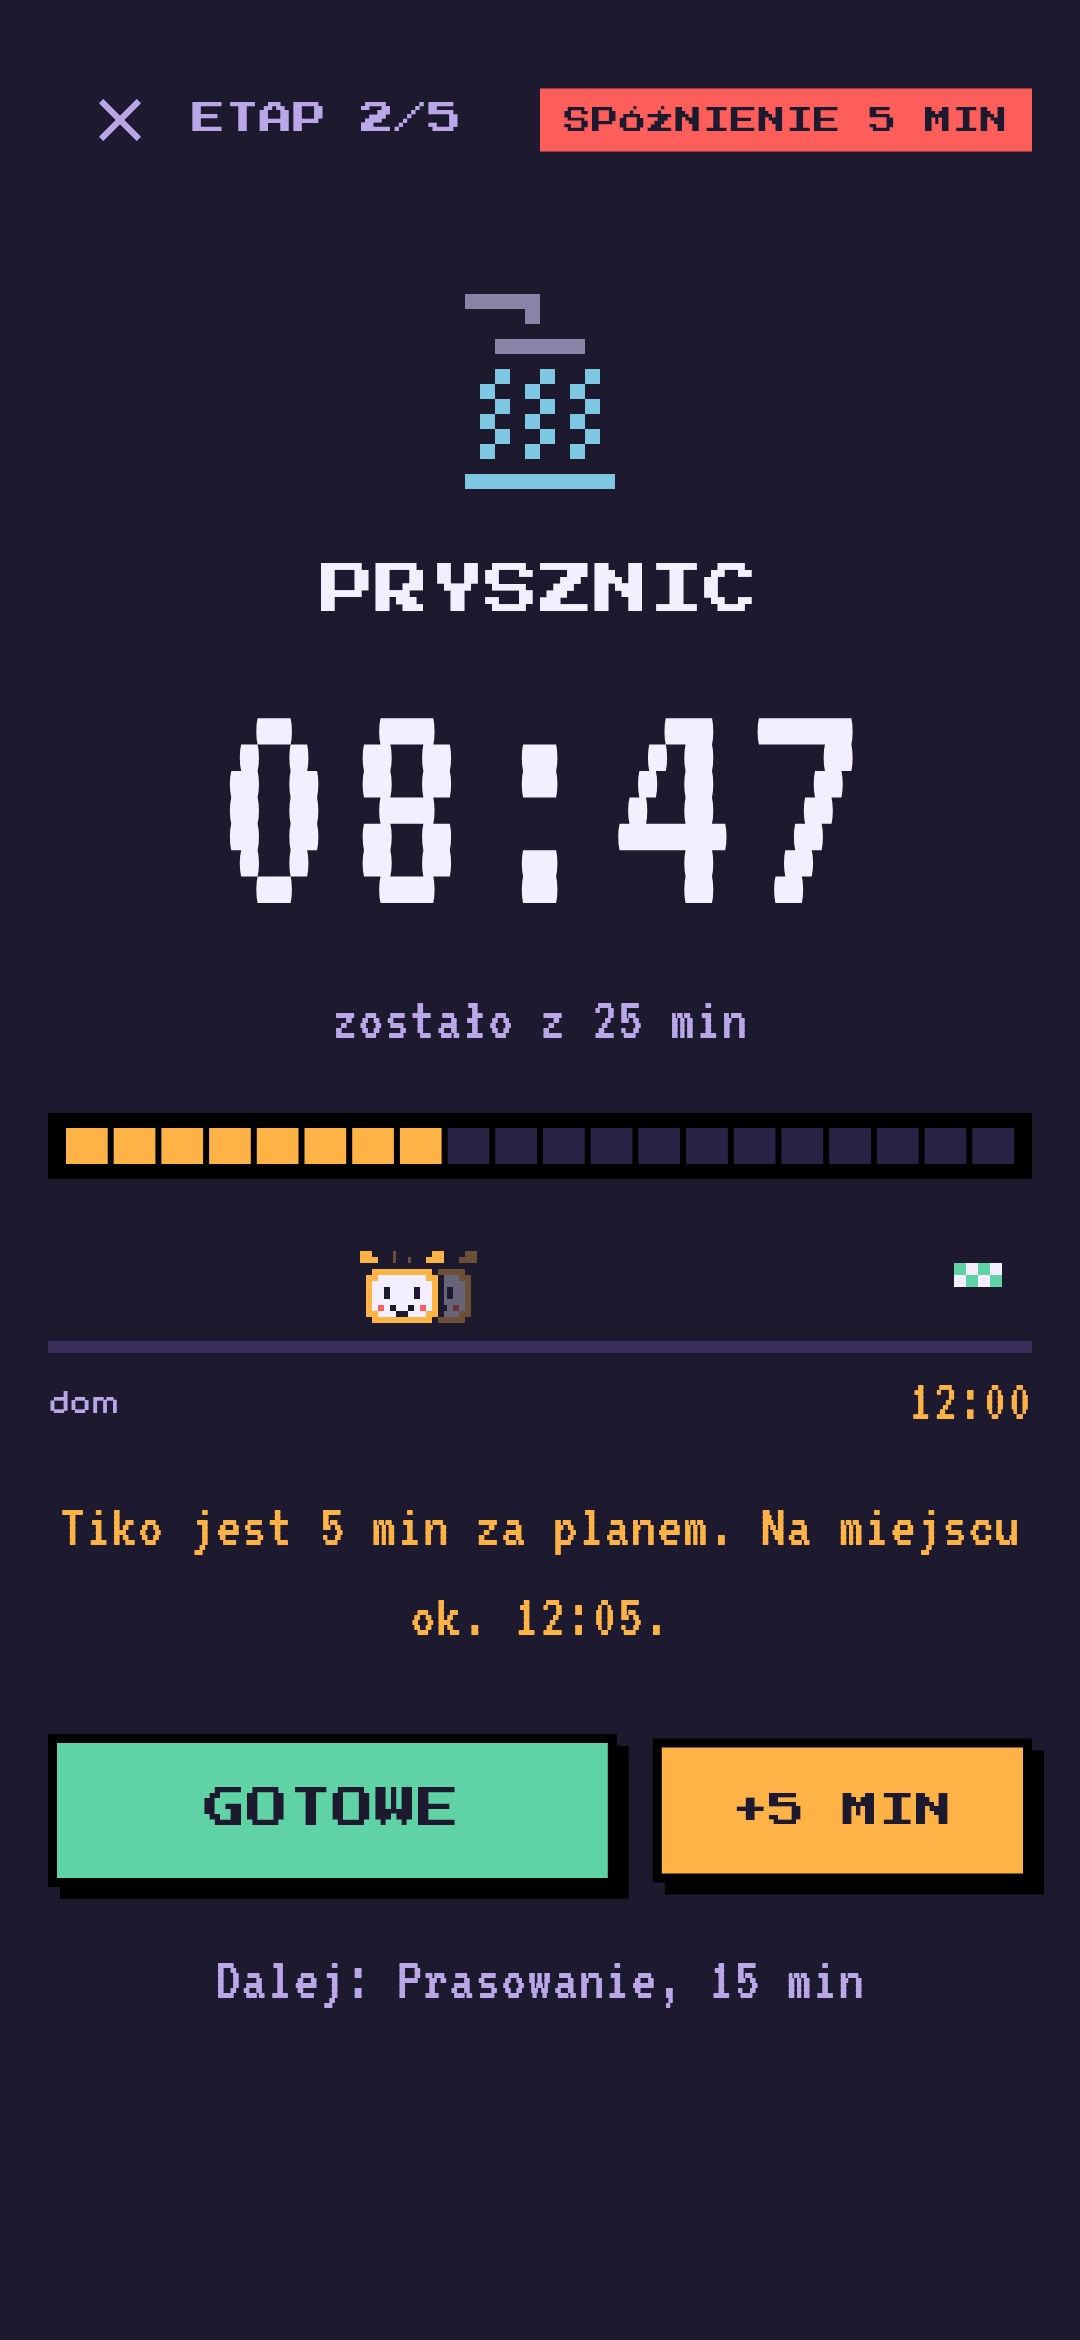 ETAP 2/5
SPóźNIENIE 5 MIN
PRYSZNIC
08:47
zostało z 25 min
dom
12:00
Tiko jest 5 min za planem. Na miejscu
ok. 12:05.
GOTOWE
+5 MIN
Dalej: Prasowanie, 15 min